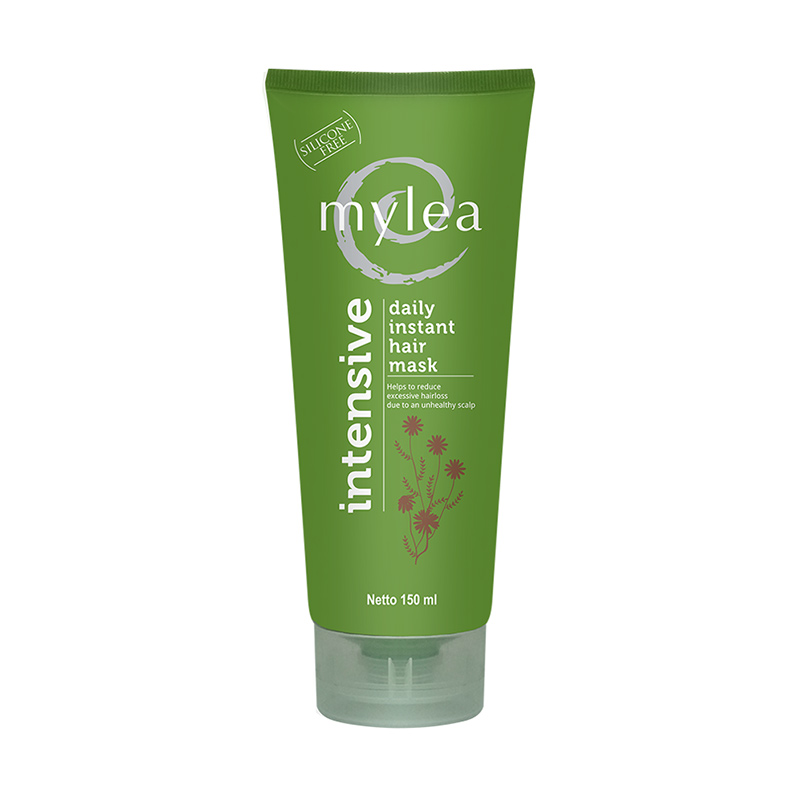 SILICONE
FREE
mylea
intensive
daily
instant
hair
mask
Helps to reduce
excessive hairloss
due to an unhealthy scalp
Netto 150 ml